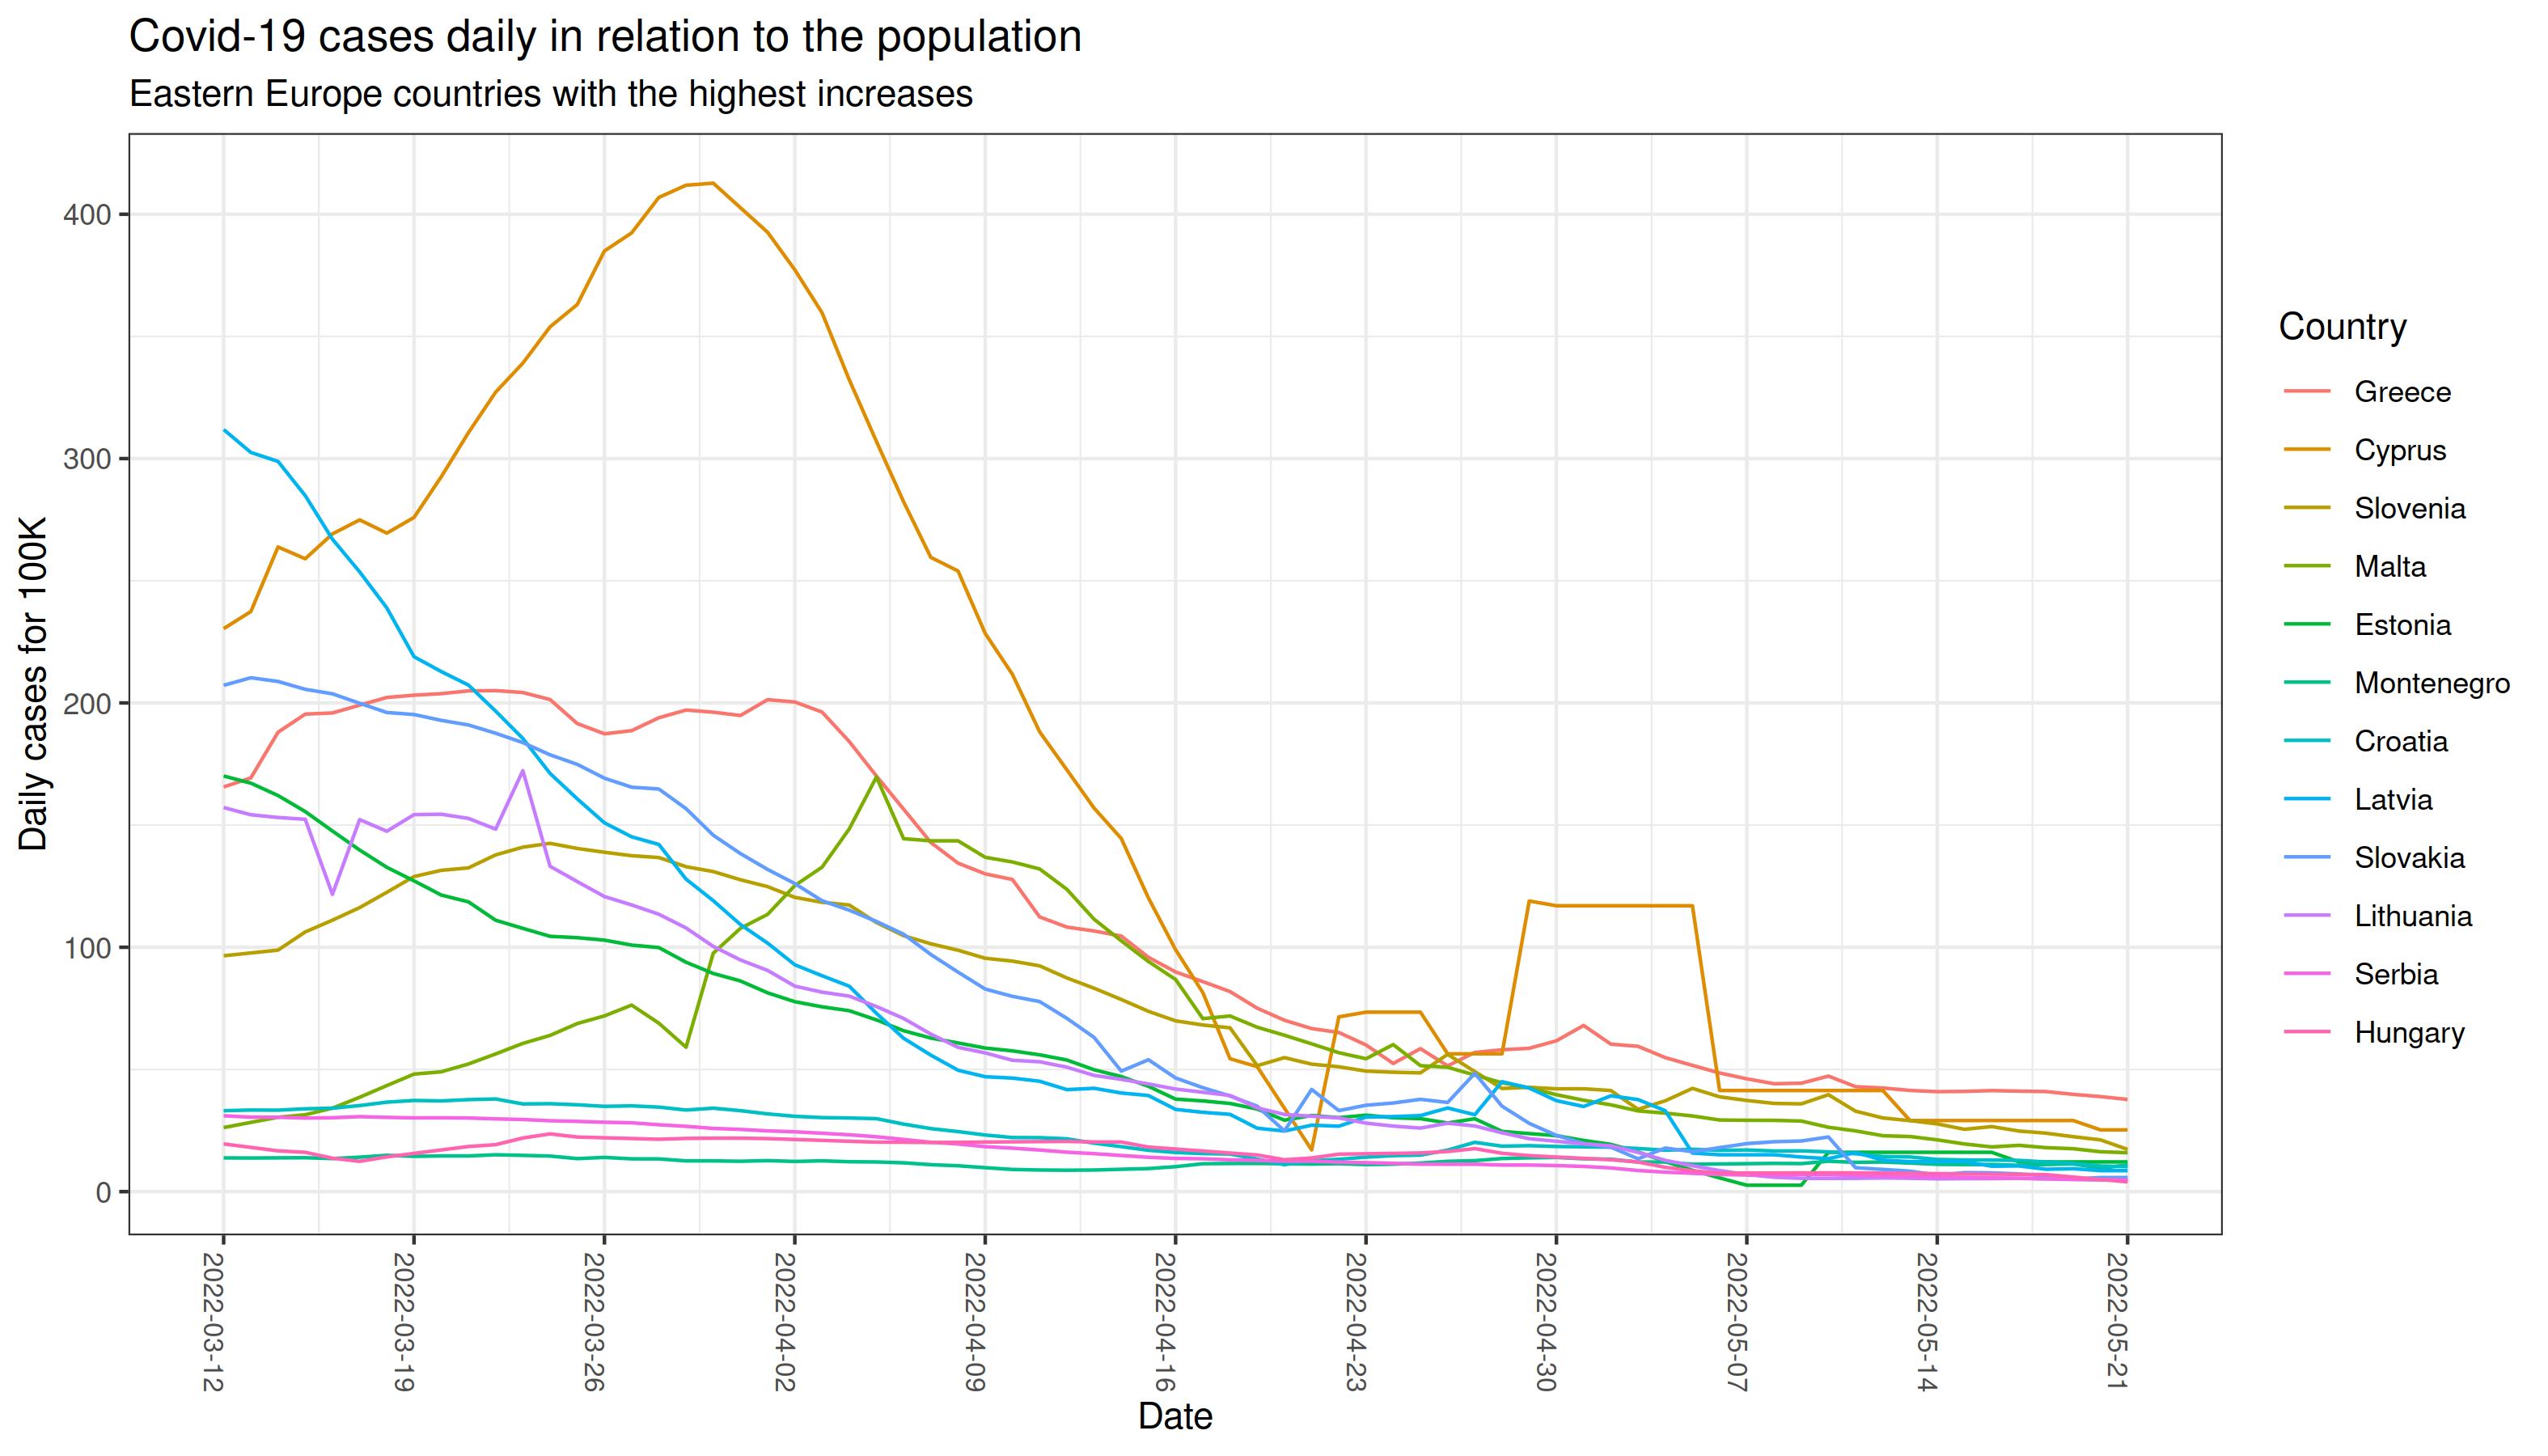 Covid-19 cases daily in relation to the population
Eastern Europe countries with the highest increases
Daily cases for 100K
400
300
200
100
0
2022-03-12
2022-03-19
2022-03-26
2022-04-02
2022-04-09
2022-04-16
2022-04-23
2022-04-30
2022-05-07
2022-05-14
2022-05-21
Date
Country
Greece
Cyprus
Slovenia
Malta
Estonia
Montenegro
Croatia
Latvia
Slovakia
Lithuania
Serbia
Hungary